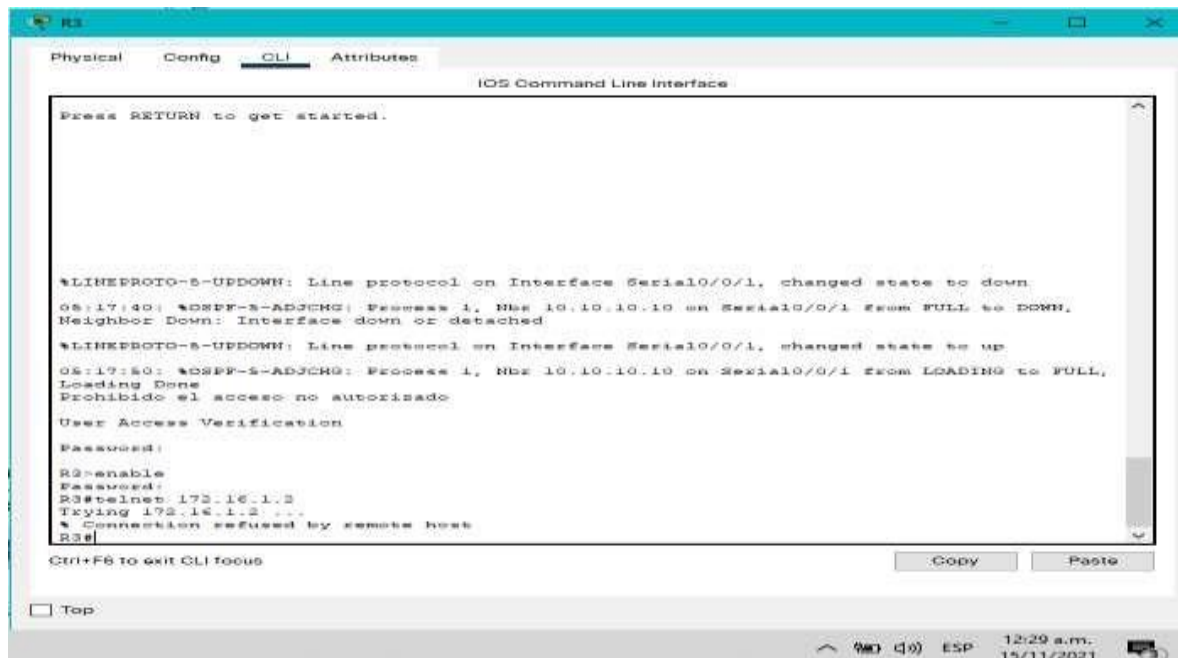 R3
Physical Config CLI Attributes
IOS Command Line Interface
Press RETURN to get started.
%LINEPROTO-5-UPDOWN: Line protocol on Interface Serial0/0/1, changed state to down
05:17:40: %OSPF-5-ADJCHG: Process 1, Nbr 10.10.10.10 on Serial0/0/1 from FULL to DOWN,
Neighbor Down: Interface down or detached
%LINEPROTO-5-UPDOWN: Line protocol on Interface Serial0/0/1, changed state to up
05:17:50: %OSPF-5-ADJCHG: Process 1, Nbr 10.10.10.10 on Serial0/0/1 from LOADING to FULL,
Loading Done
Prohibido el acceso no autorizado
User Access Verification
Password:
R3>enable
Password:
R3#telnet 172.16.1.2
Trying 172.16.1.2 ...
% Connection refused by remote host
R3#
Ctrl+F6 to exit CLI focus
Copy Paste
Top
ESP 12:29 a.m.
15/11/2021